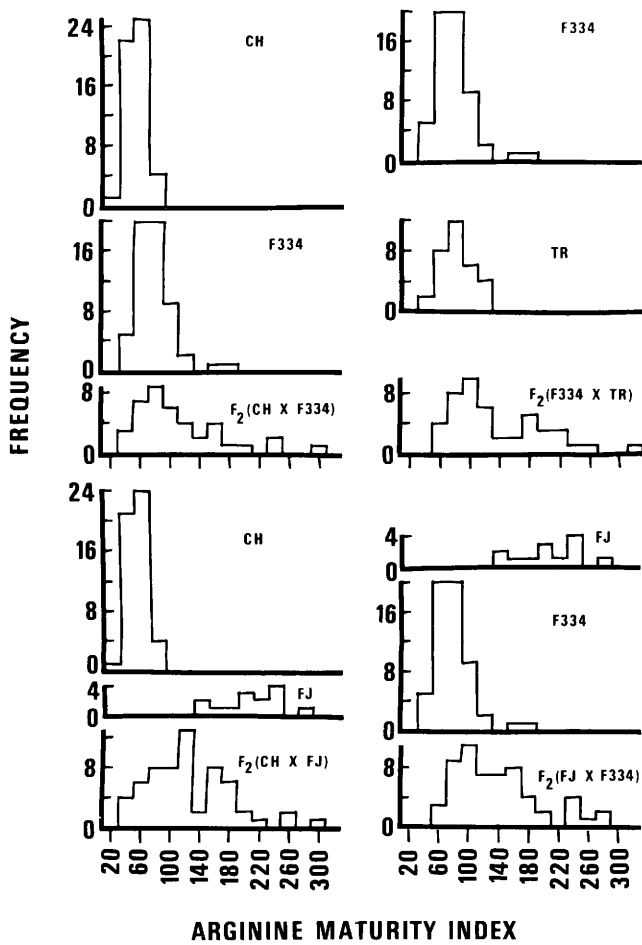 FREQUENCY
24
16
8
0
CH
F334
16
8
0
F334
16
8
0
8
0
TR
8
0
F2(CH X F334)
8
0
F2(F334 X TR)
24
16
8
0
CH
4
0
FJ
4
0
FJ
16
8
0
F334
8
0
F2(CH X FJ)
8
0
F2(FJ X F334)
20 60 100 140 180 220 260 300
20 60 100 140 180 220 260 300
ARGININE MATURITY INDEX